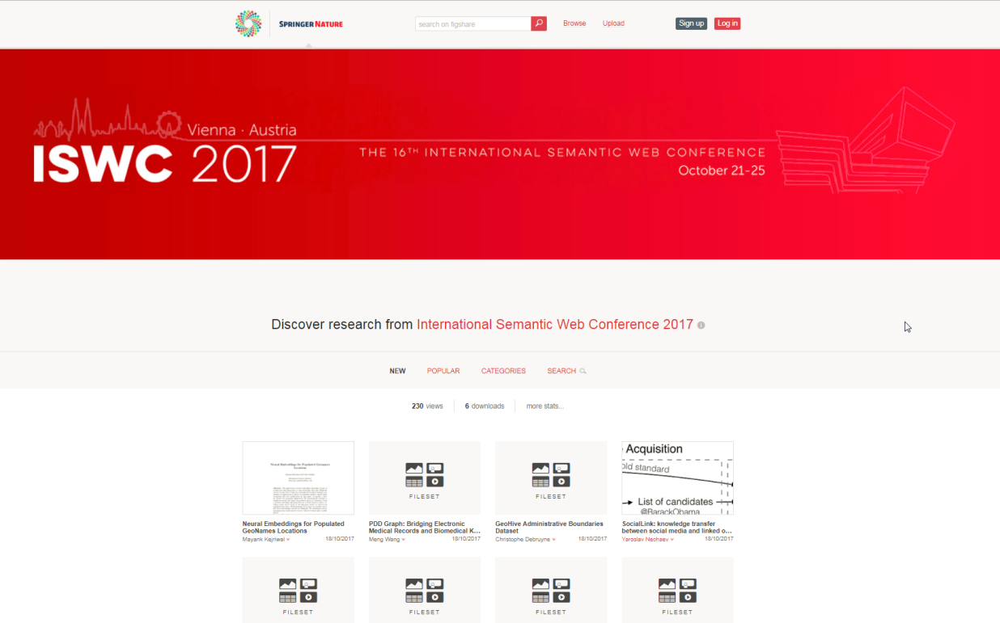 SPRINGER NATURE
search on figshare
Browse
Upload
Sign up
Log in
Vienna · Austria
ISWC 2017
THE 16TH INTERNATIONAL SEMANTIC WEB CONFERENCE
October 21-25
Discover research from International Semantic Web Conference 2017
NEW
POPULAR
CATEGORIES
SEARCH
230 views
6 downloads
more stats...
Neural Embeddings for Populated
GeoNames Locations
Mayank Kejriwal
18/10/2017
FILESET
PDD Graph: Bridging Electronic
Medical Records and Biomedical K...
Meng Wang
18/10/2017
FILESET
GeoHive Administrative Boundaries
Dataset
Christophe Debruyne
18/10/2017
Acquisition
old standard
List of candidates
@BarackObama
SocialLink: knowledge transfer
between social media and linked o...
Yaroslav Nechaev
18/10/2017
FILESET
FILESET
FILESET
FILESET